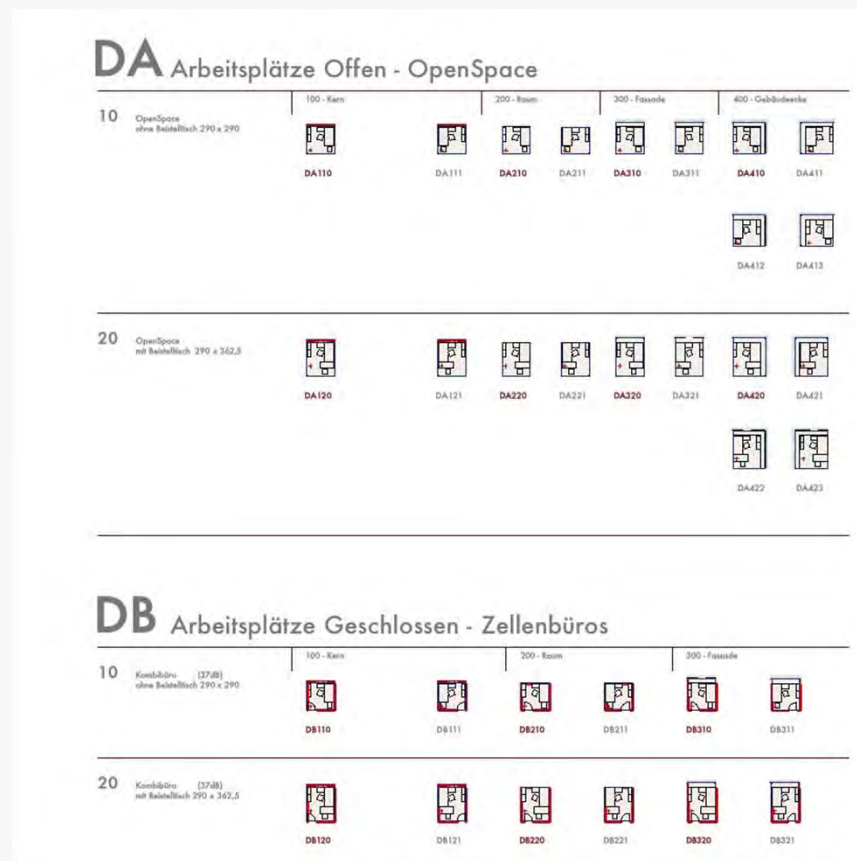 DA Arbeitsplätze Offen - OpenSpace
100 - Kern 200 - Raum 300 - Fassade 400 - Gebäudeecke
10 OpenSpace
ohne Beistelltisch 290 x 290
DA110 DA111 DA210 DA211 DA310 DA311 DA410 DA411
DA412 DA413
20 OpenSpace
mit Beistelltisch 290 x 362,5
DA120 DA121 DA220 DA221 DA320 DA321 DA420 DA421
DA422 DA423
DB Arbeitsplätze Geschlossen - Zellenbüros
100 - Kern 200 - Raum 300 - Fassade
10 Kombibüro (37dB)
ohne Beistelltisch 290 x 290
DB110 DB111 DB210 DB211 DB310 DB311
20 Kombibüro (37dB)
mit Beistelltisch 290 x 362,5
DB120 DB121 DB220 DB221 DB320 DB321